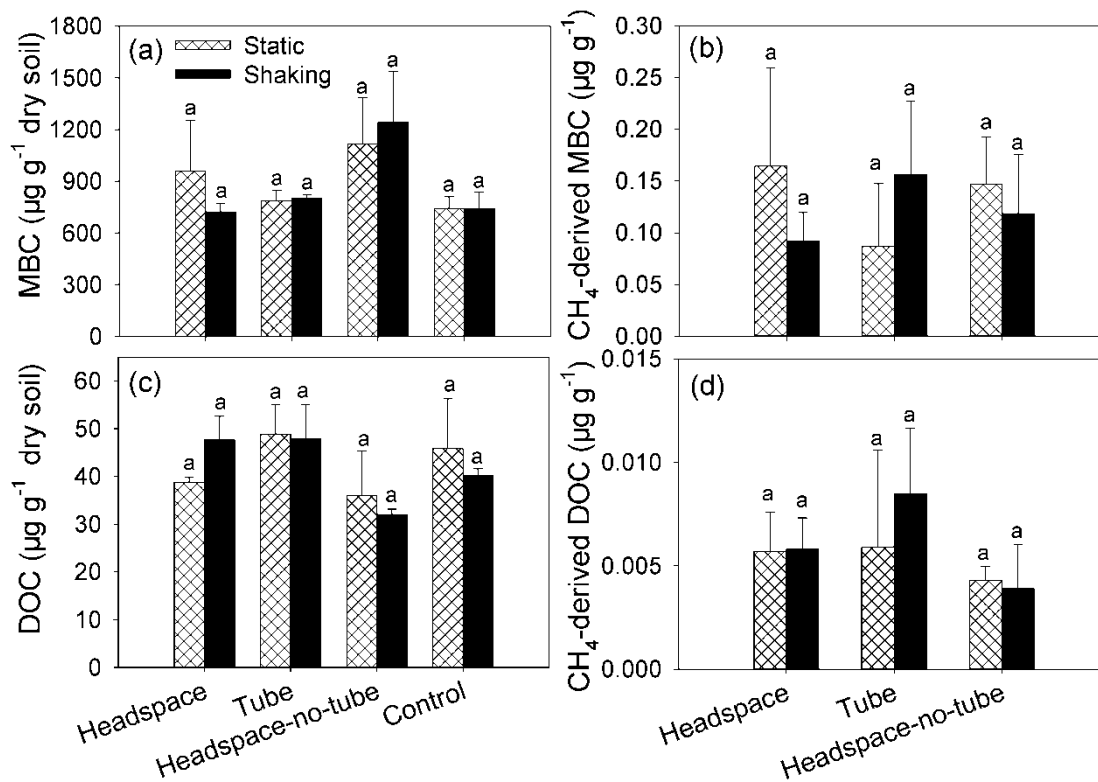 (a)
Static
Shaking
MBC (µg g⁻¹ dry soil)
1800
1500
1200
900
600
300
0
a
a
a
a
a
a
a
a
(b)
CH₄-derived MBC (µg g⁻¹)
0.30
0.25
0.20
0.15
0.10
0.05
0.00
a
a
a
a
a
a
(c)
DOC (µg g⁻¹ dry soil)
60
50
40
30
20
10
0
a
a
a
a
a
a
a
a
Headspace
Tube
Headspace-no-tube
Control
(d)
CH₄-derived DOC (µg g⁻¹)
0.015
0.010
0.005
0.000
a
a
a
a
a
a
Headspace
Tube
Headspace-no-tube